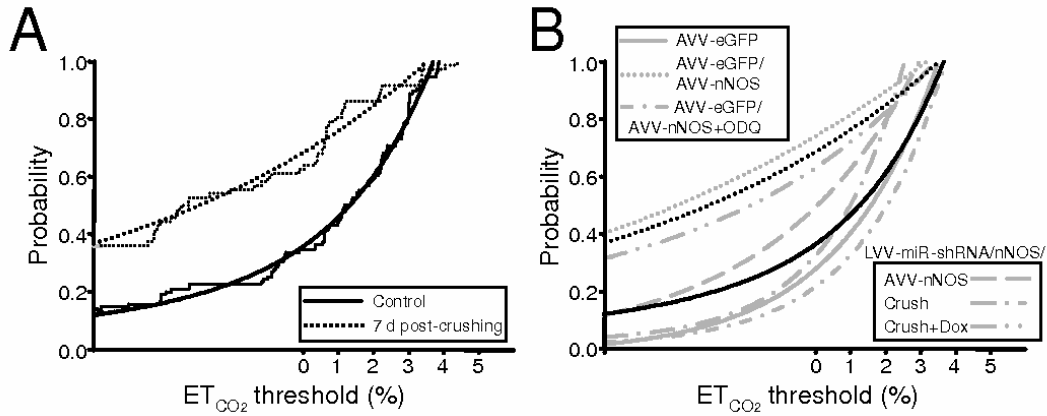 A
Probability
1.0
0.8
0.6
0.4
0.2
0.0
Control
7 d post-crushing
0 1 2 3 4 5
ETCO2 threshold (%)
B
AVV-eGFP
AVV-eGFP/
AVV-nNOS
AVV-eGFP/
AVV-nNOS+ODQ
Probability
1.0
0.8
0.6
0.4
0.2
0.0
LVV-miR-shRNA/nNOS/
AVV-nNOS
Crush
Crush+Dox
0 1 2 3 4 5
ETCO2 threshold (%)